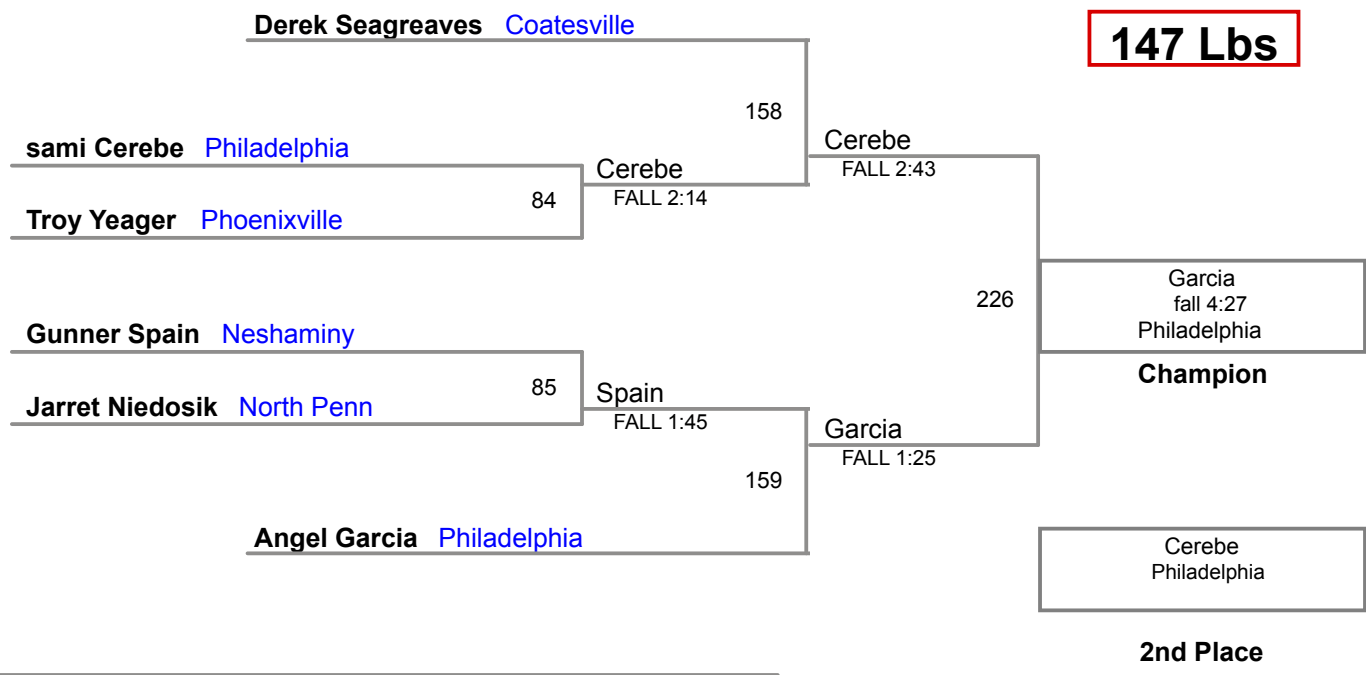 Derek Seagreaves Coatesville
147 Lbs
158
sami Cerebe Philadelphia
Cerebe
FALL 2:43
Cerebe
FALL 2:14
84
Troy Yeager Phoenixville
Garcia
fall 4:27
Philadelphia
226
Gunner Spain Neshaminy
Champion
85
Spain
FALL 1:45
Jarret Niedosik North Penn
Garcia
FALL 1:25
159
Angel Garcia Philadelphia
Cerebe
Philadelphia
2nd Place